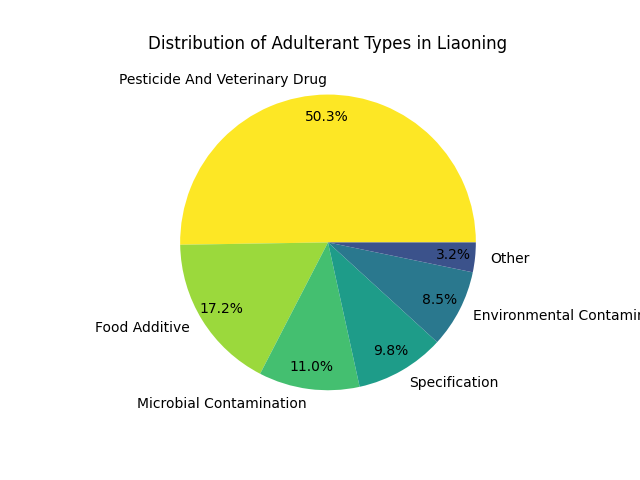 Distribution of Adulterant Types in Liaoning
Pesticide And Veterinary Drug
50.3%
3.2%
Other
8.5%
Environmental Contamin
17.2%
Food Additive
9.8%
11.0%
Specification
Microbial Contamination